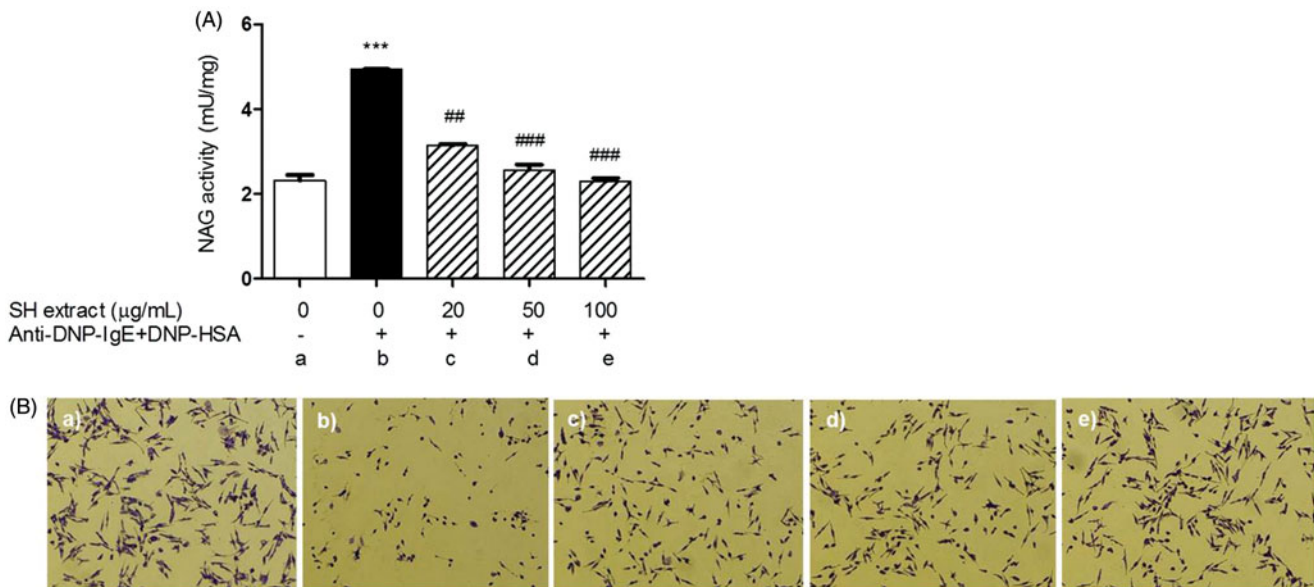 (A)
6
4
2
0
NAG activity (mU/mg)
***
##
###
###
SH extract (μg/mL) 0 0 20 50 100
Anti-DNP-IgE+DNP-HSA - + + + +
a b c d e
(B)
a) b) c) d) e)